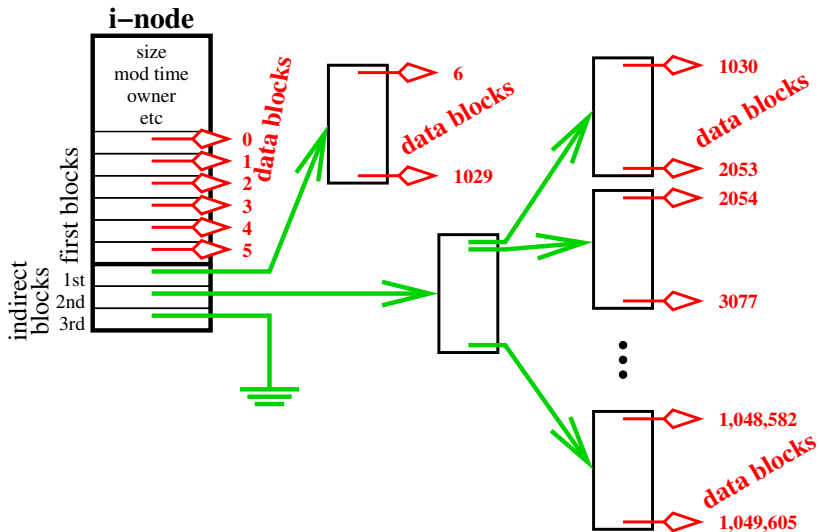 i-node
size
mod time
owner
etc
first blocks
0
1
2
3
4
5
data blocks
indirect blocks
1st
2nd
3rd
6
data blocks
1029
1030
data blocks
2053
2054
3077
1,048,582
data blocks
1,049,605